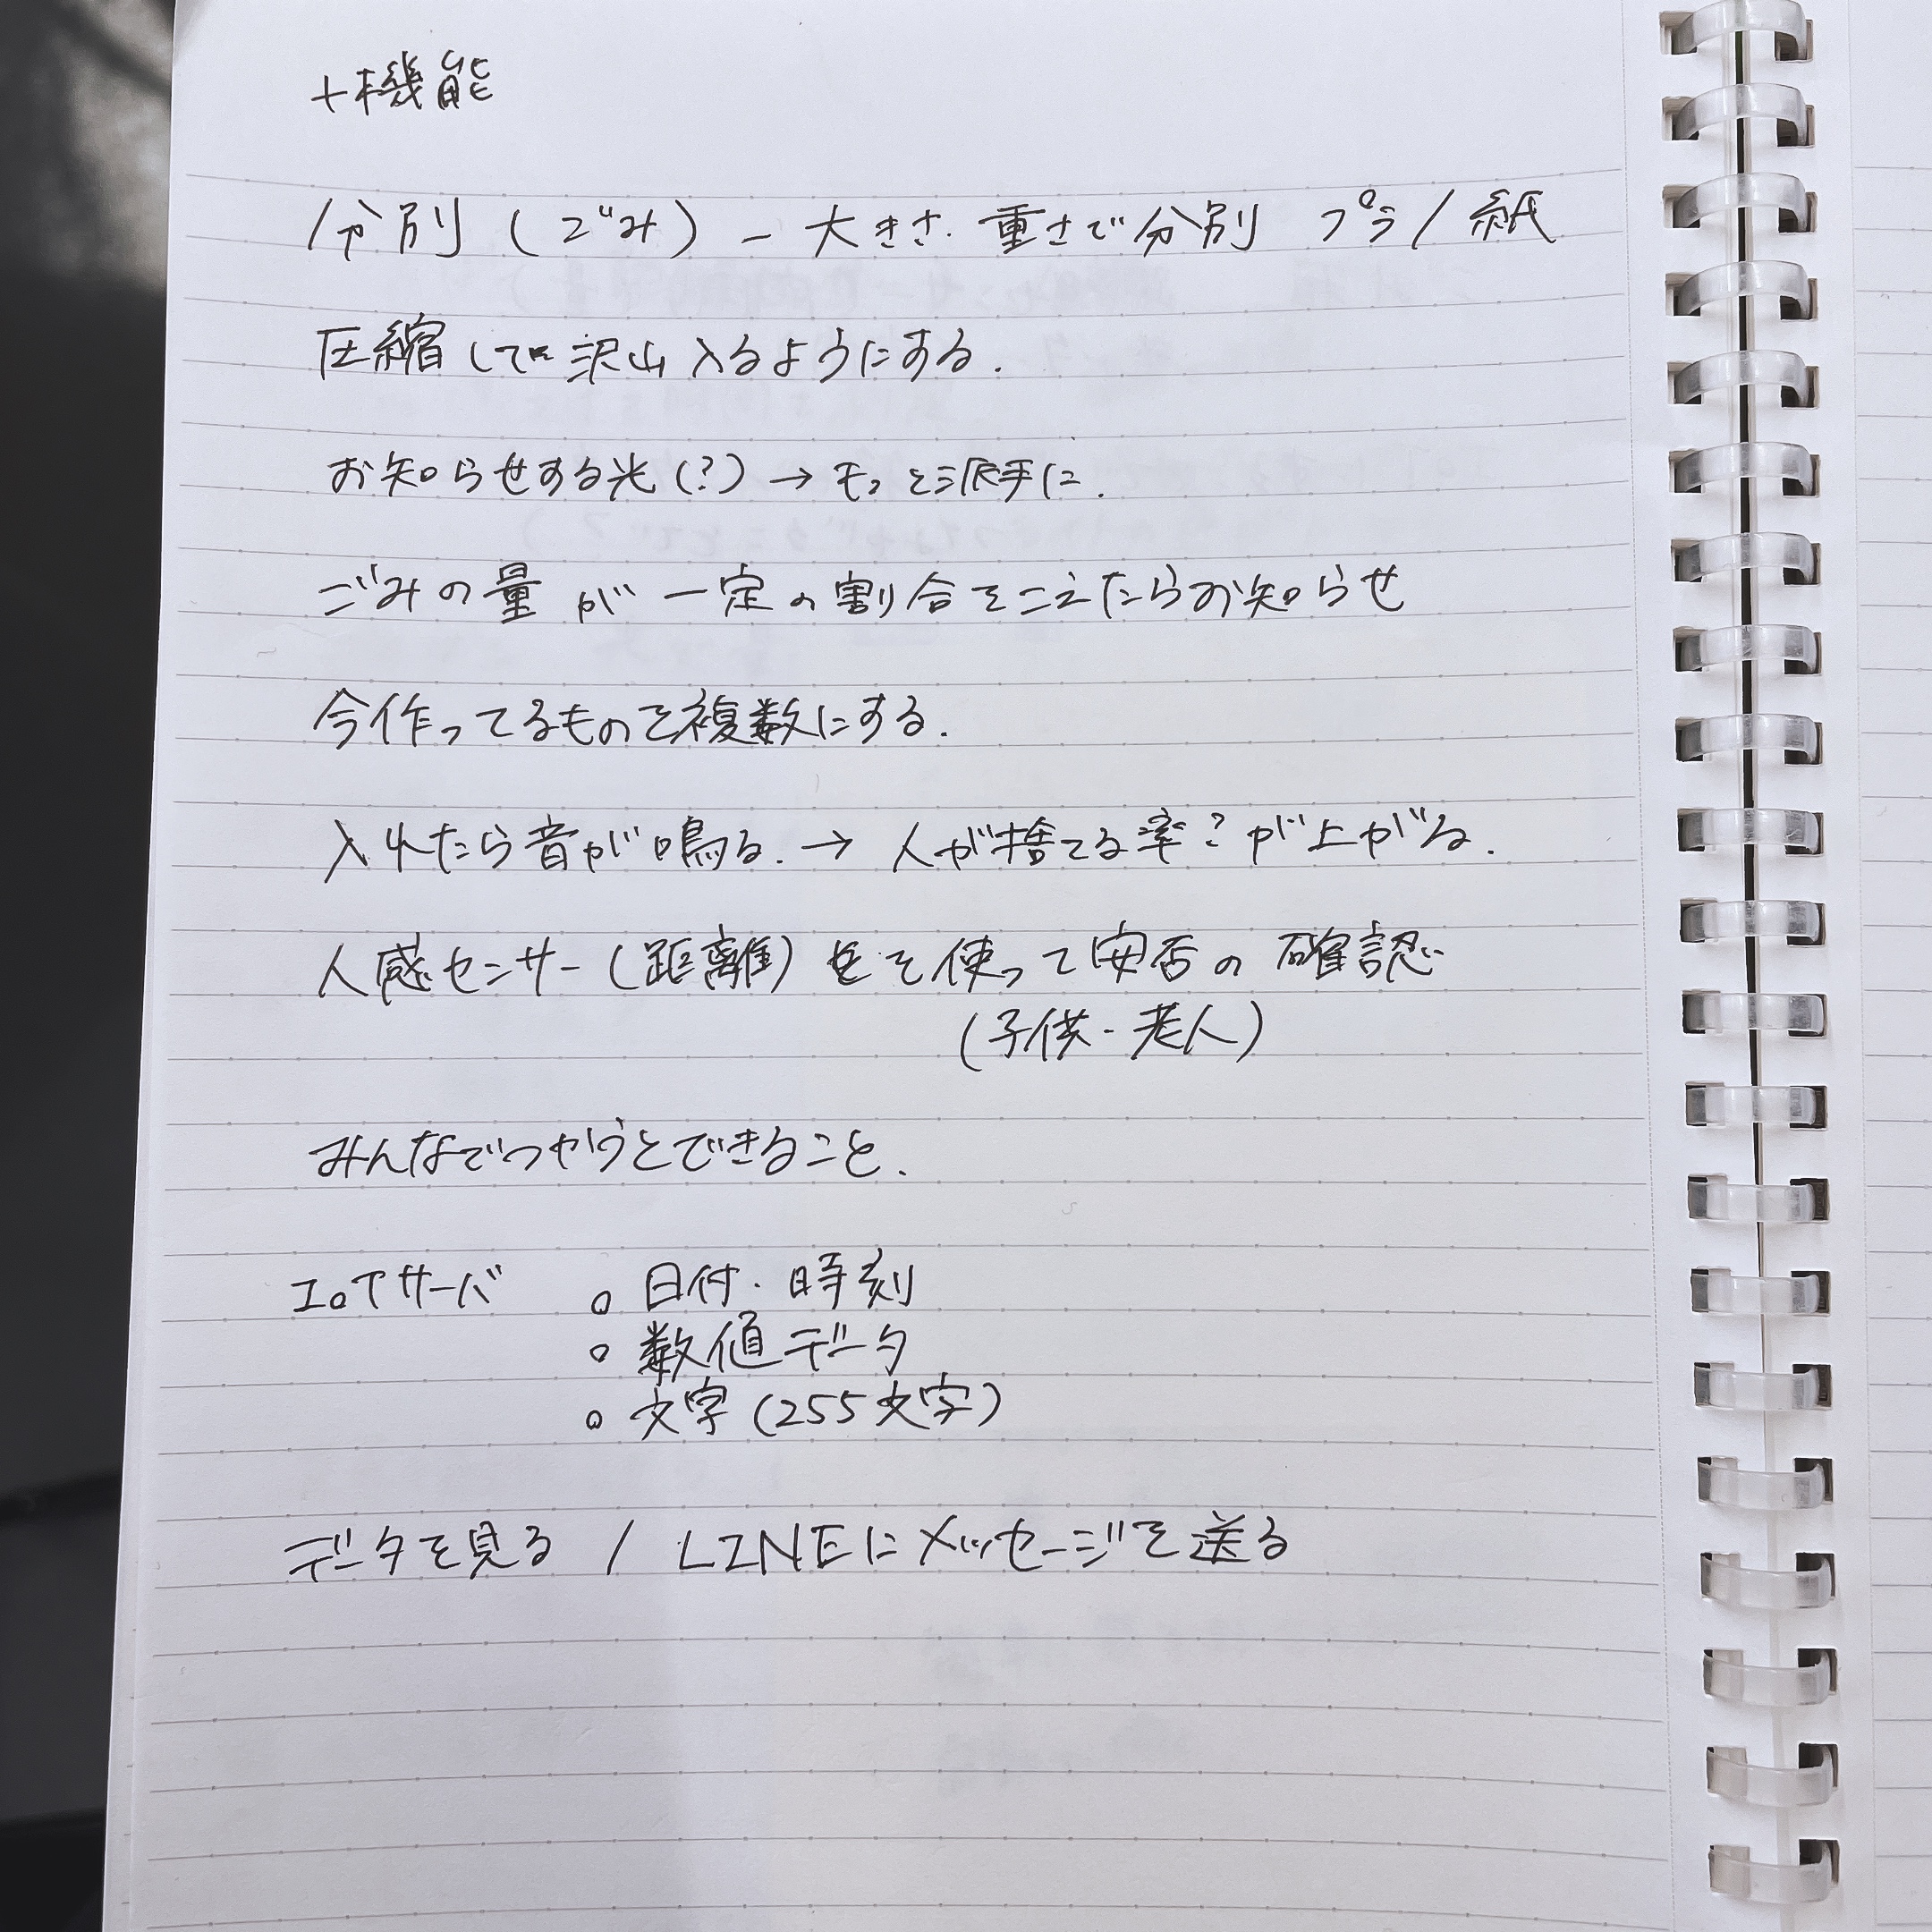 +機能
分別(ごみ) - 大きさ・重さで分別 プラ/紙
圧縮して沢山入るようにする.
お知らせする光(?)→もっと派手に.
ごみの量が一定の割合をこえたらお知らせ
今作ってるものを複数にする.
入れたら音が鳴る.→人が捨てる率?が上がる.
人感センサー(距離)を使って安否の確認
(子供・老人)
みんなでつかうとできること.
IoTサーバ ○ 日付・時刻
○ 数値データ
○ 文字(255文字)
データを見る / LINEにメッセージを送る